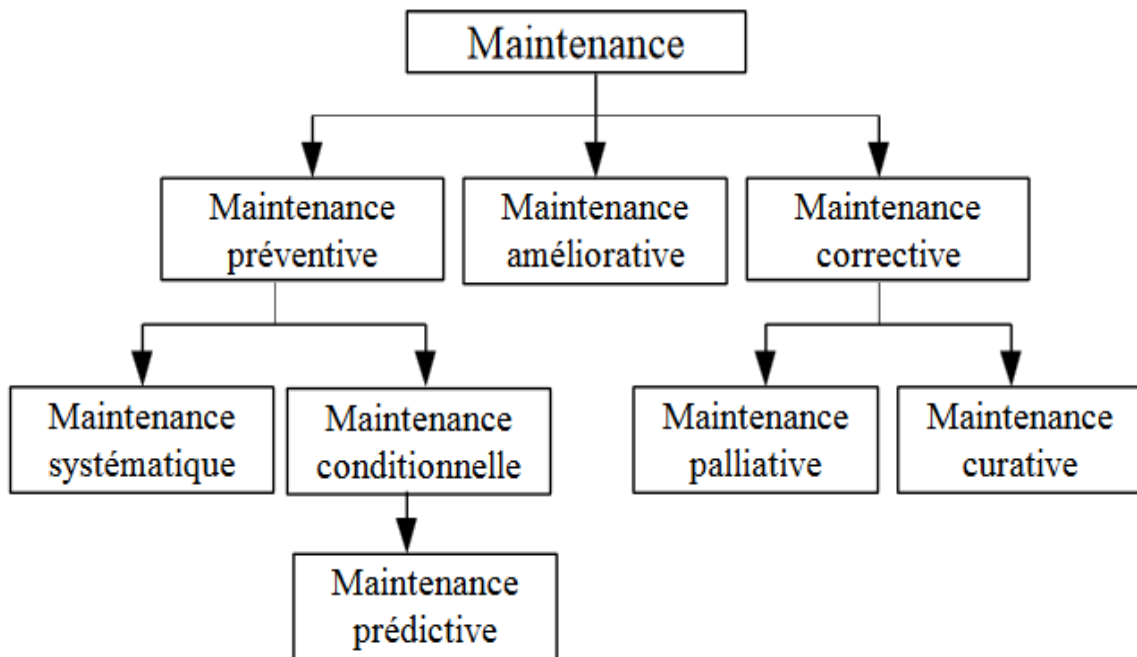 Maintenance
Maintenance
préventive
Maintenance
améliorative
Maintenance
corrective
Maintenance
systématique
Maintenance
conditionnelle
Maintenance
palliative
Maintenance
curative
Maintenance
prédictive